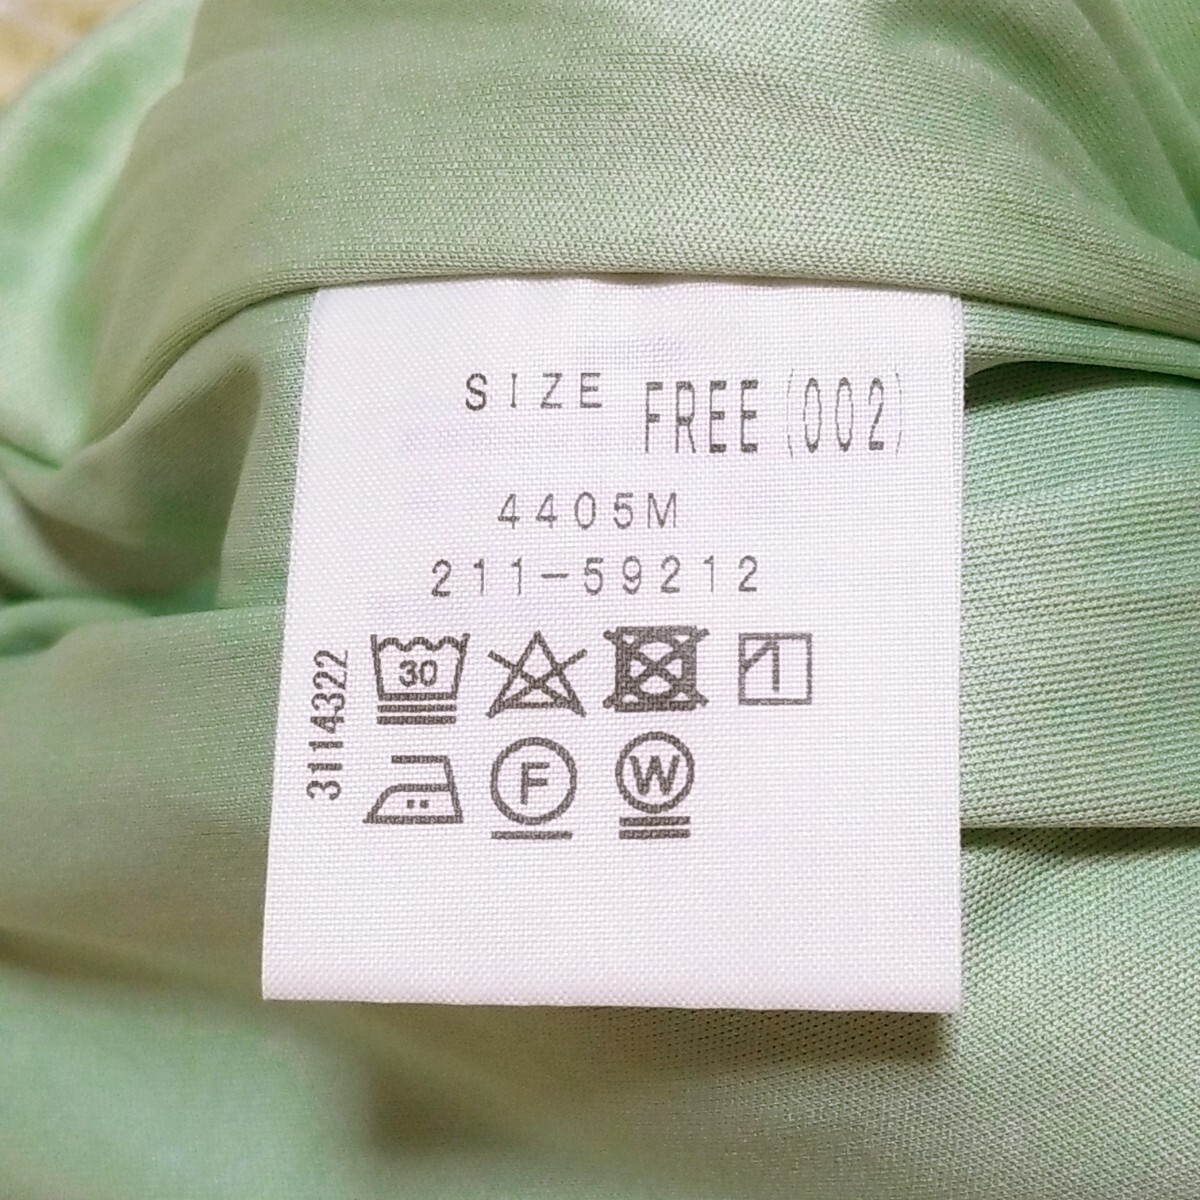 SIZE FREE (002)
4405M
211-59212
3114322
30
F W